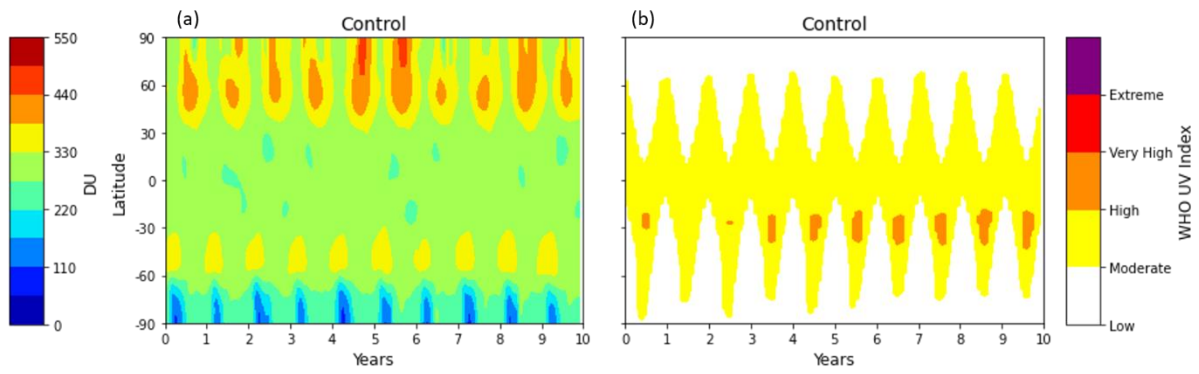 (a)
Control
550
440
330
220
110
0
DU
Latitude
90
60
30
0
-30
-60
-90
0 1 2 3 4 5 6 7 8 9 10
Years
(b)
Control
0 1 2 3 4 5 6 7 8 9 10
Years
Extreme
Very High
High
Moderate
Low
WHO UV Index